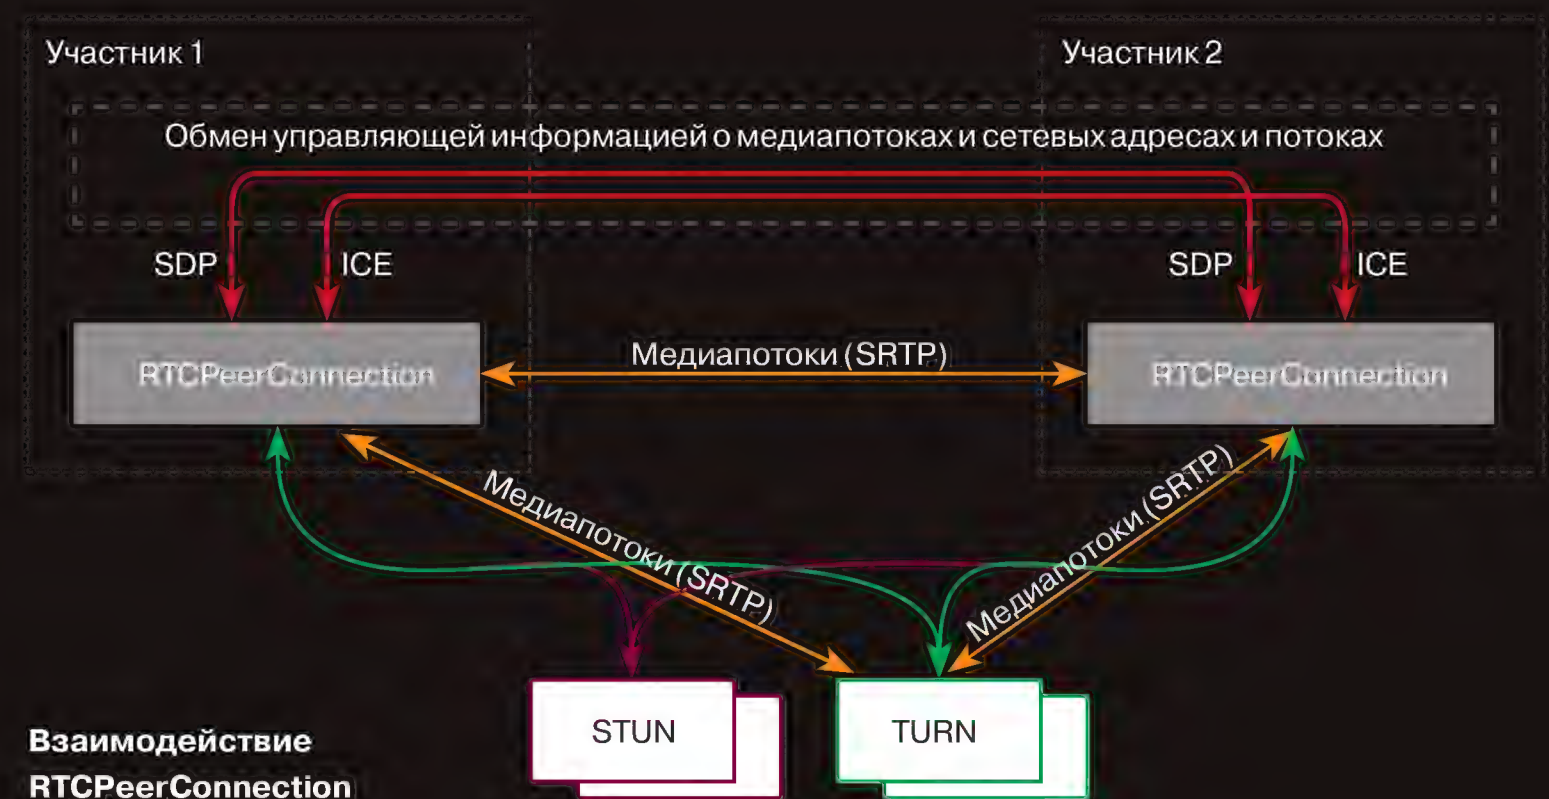 Участник 1
Участник 2
Обмен управляющей информацией о медиапотоках и сетевых адресах и потоках
SDP
ICE
SDP
ICE
RTCPeerConnection
Медиапотоки (SRTP)
RTCPeerConnection
Медиапотоки (SRTP)
Медиапотоки (SRTP)
STUN
TURN
Взаимодействие
RTCPeerConnection